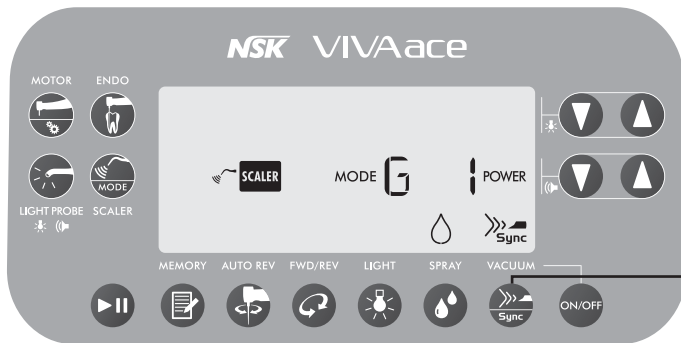 NSK VIVAace
MOTOR ENDO
SCALER MODE G 1 POWER
MODE
LIGHT PROBE SCALER
Sync
MEMORY AUTO REV FWD/REV LIGHT SPRAY VACUUM
Sync ON/OFF